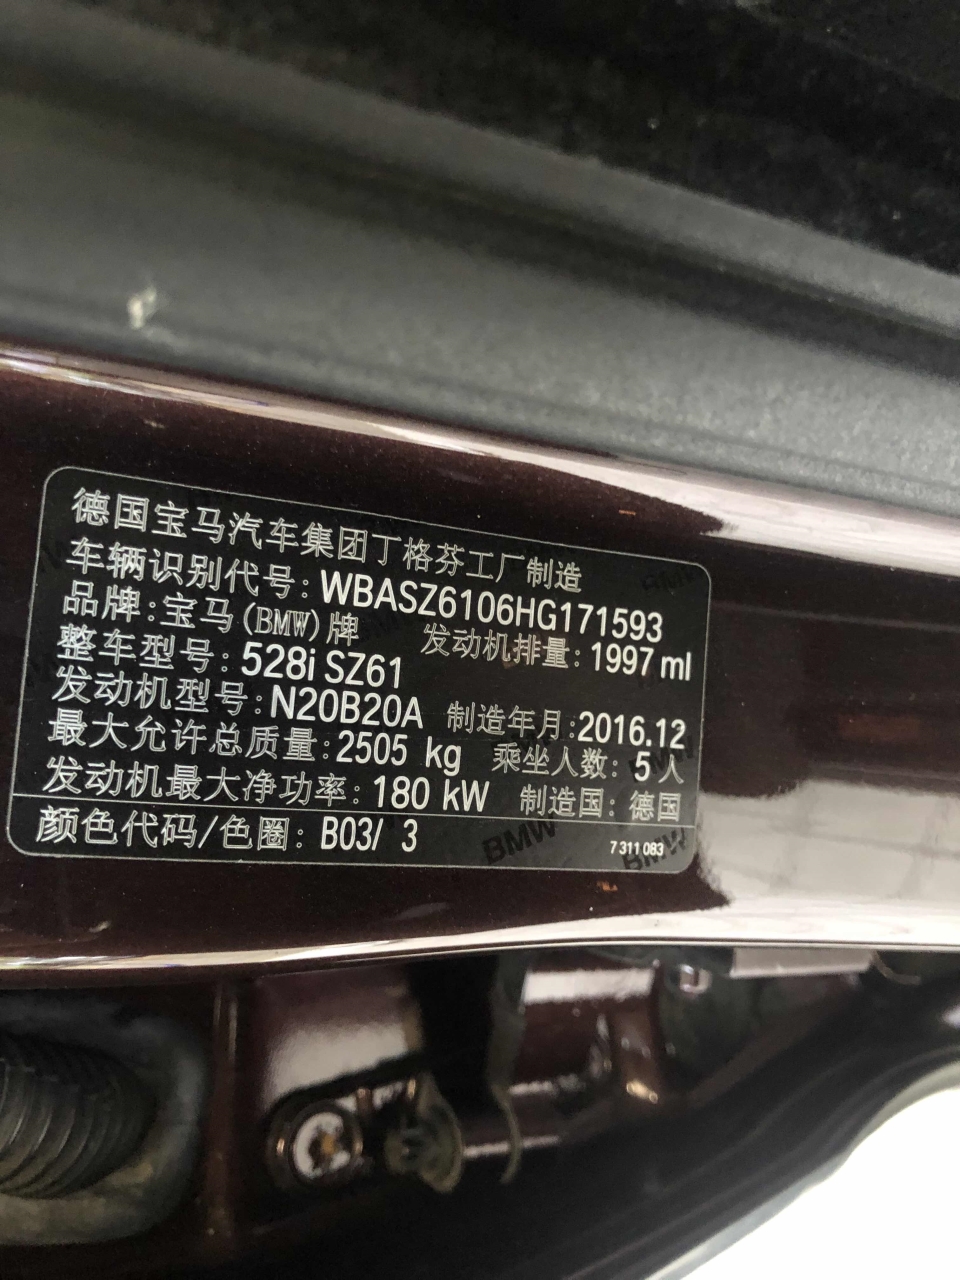 德国宝马汽车集团丁格芬工厂制造
车辆识别代号:WBASZ6106HG171593
品牌:宝马(BMW)牌 发动机排量:1997 ml
整车型号:528i SZ61
发动机型号:N20B20A 制造年月:2016.12
最大允许总质量:2505 kg 乘坐人数: 5 人
发动机最大净功率: 180 kW 制造国: 德国
颜色代码/色圈: B03/ 3
7 311 083
BMW
BMW
BMW